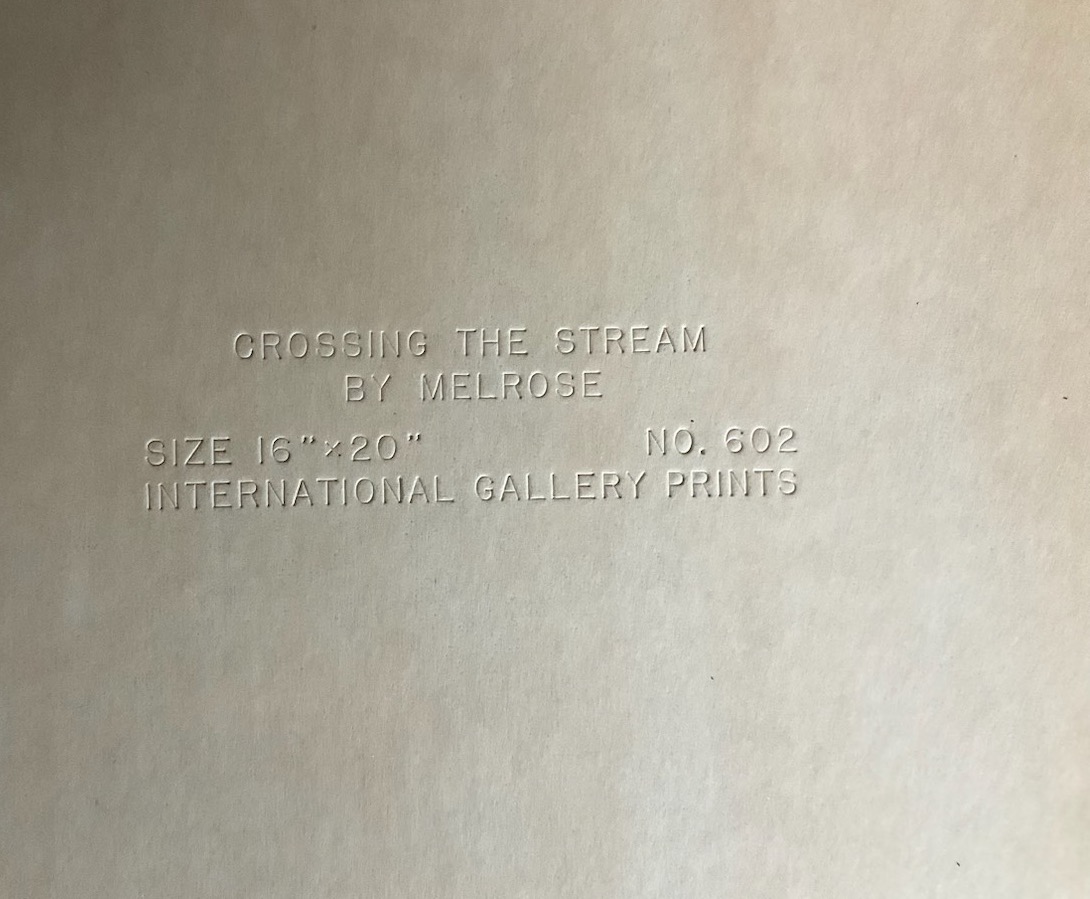 CROSSING THE STREAM
BY MELROSE
SIZE 16"×20" NO. 602
INTERNATIONAL GALLERY PRINTS